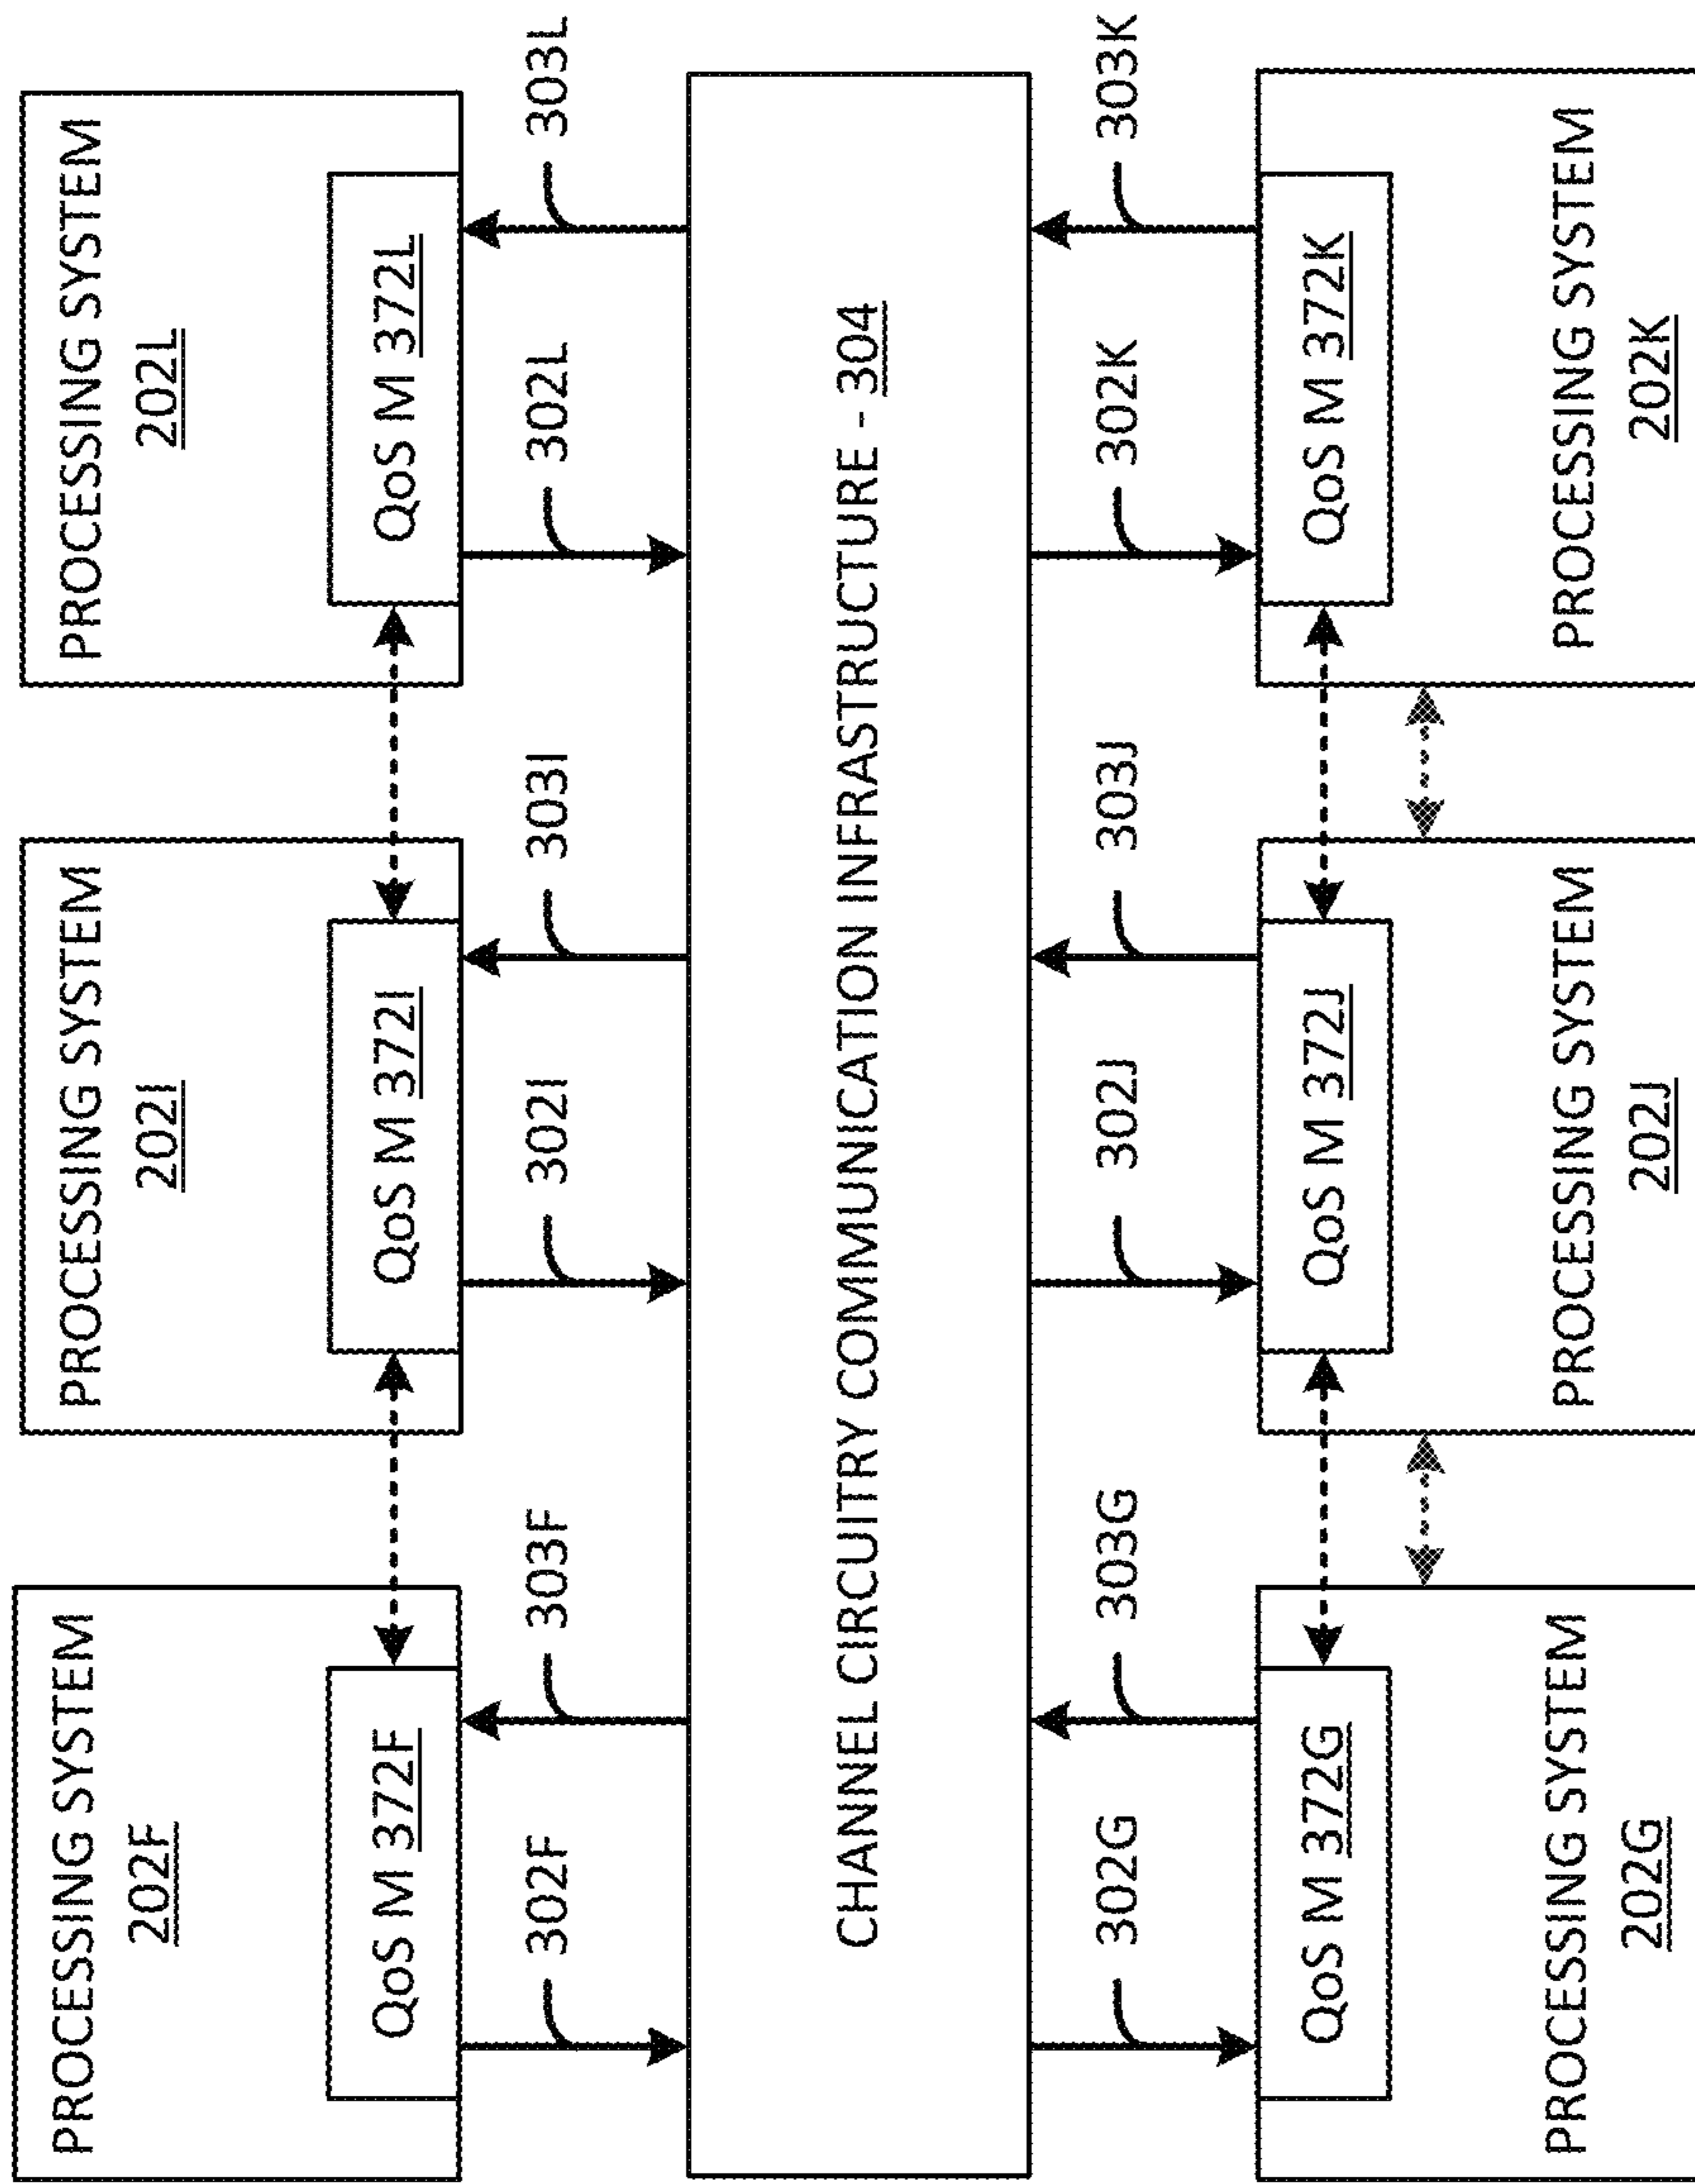 PROCESSING SYSTEM
202F
QoS M 372F
PROCESSING SYSTEM
202I
QoS M 372I
PROCESSING SYSTEM
202L
QoS M 372L
302F
303F
302I
303I
302L
303L
CHANNEL CIRCUITRY COMMUNICATION INFRASTRUCTURE - 304
302G
303G
302J
303J
302K
303K
QoS M 372G
PROCESSING SYSTEM
202G
QoS M 372J
PROCESSING SYSTEM
202J
QoS M 372K
PROCESSING SYSTEM
202K